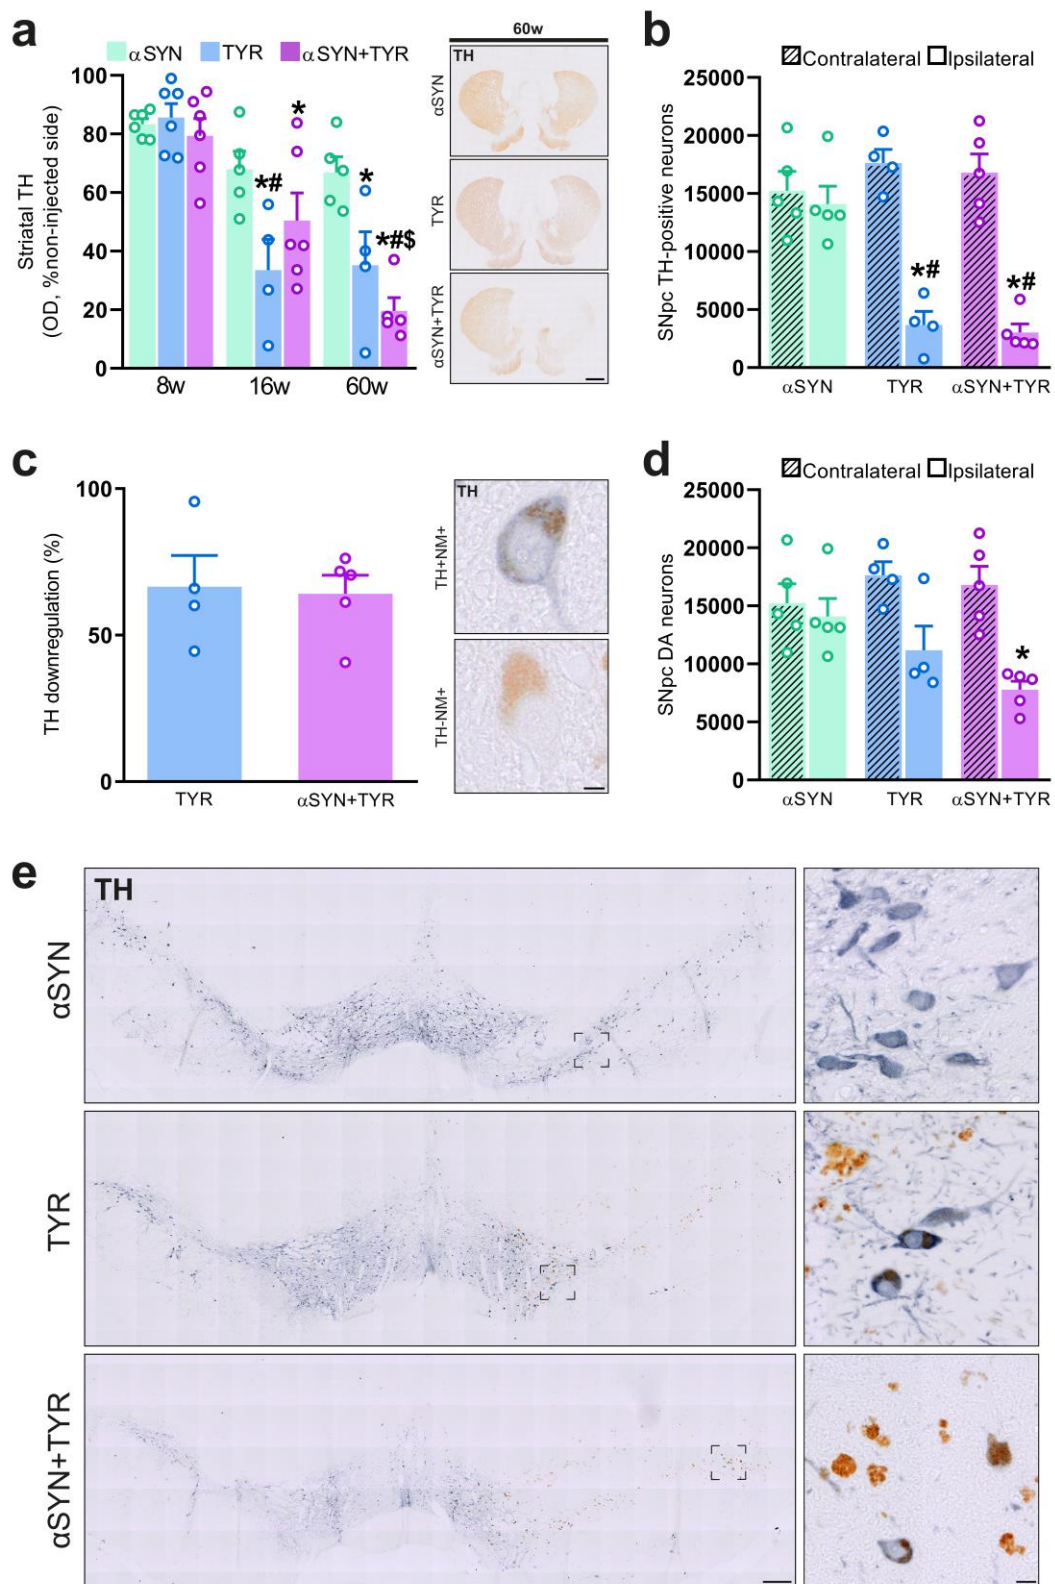 a
αSYN TYR αSYN+TYR
Striatal TH
(OD, %non-injected side)
100
80
60
40
20
0
*# * * *#$
8w 16w 60w
60w
TH
αSYN
TYR
αSYN+TYR
b
Contralateral Ipsilateral
SNpc TH-positive neurons
25000
20000
15000
10000
5000
0
*# *#
αSYN TYR αSYN+TYR
c
TH downregulation (%)
100
50
0
TYR αSYN+TYR
TH
TH+NM+
TH-NM+
d
Contralateral Ipsilateral
SNpc DA neurons
25000
20000
15000
10000
5000
0
*
αSYN TYR αSYN+TYR
e
TH
αSYN
TYR
αSYN+TYR